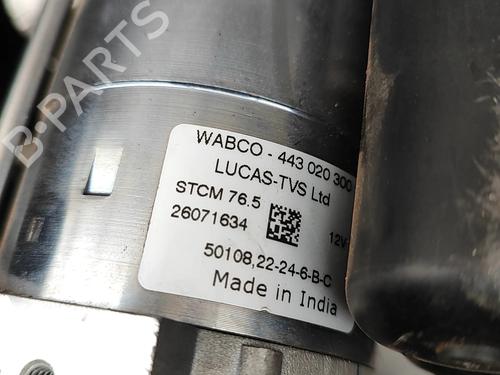 WABCO - 443 020 300
LUCAS-TVS Ltd
STCM 76.5
26071634
12V
50108,22-24-6-B-C
Made in India
B-PARTS